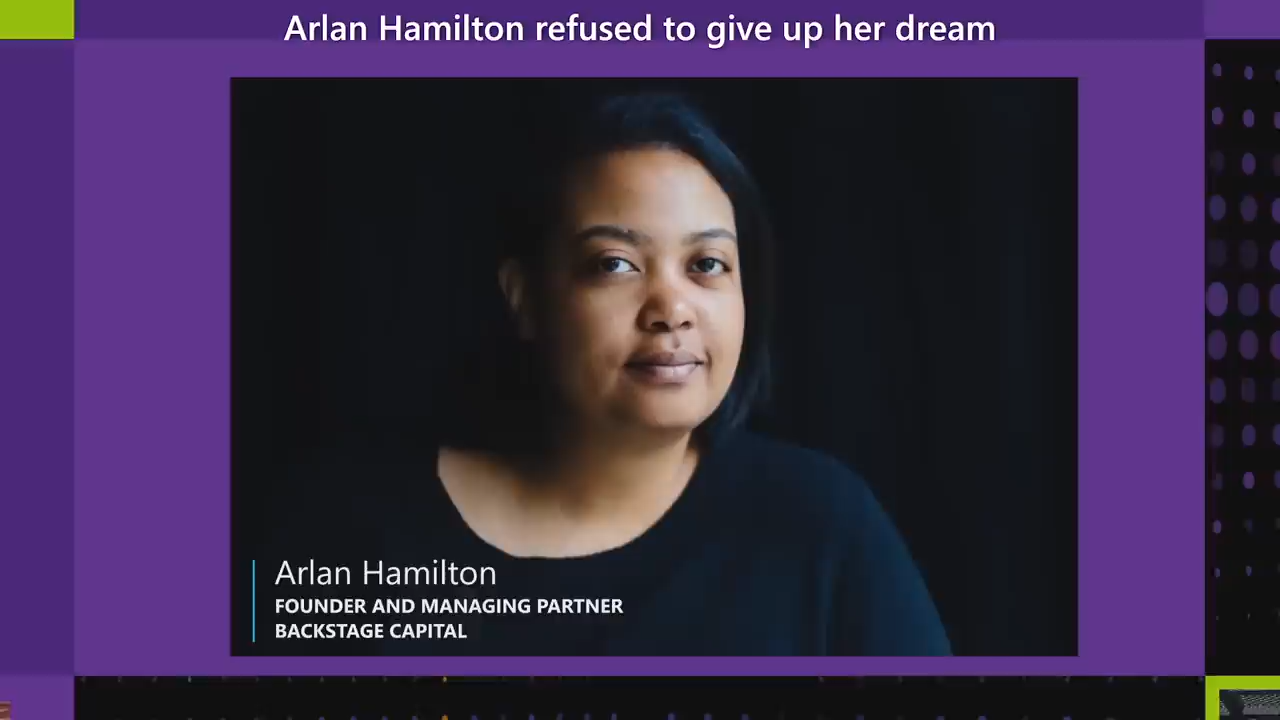 Arlan Hamilton refused to give up her dream
Arlan Hamilton
FOUNDER AND MANAGING PARTNER
BACKSTAGE CAPITAL